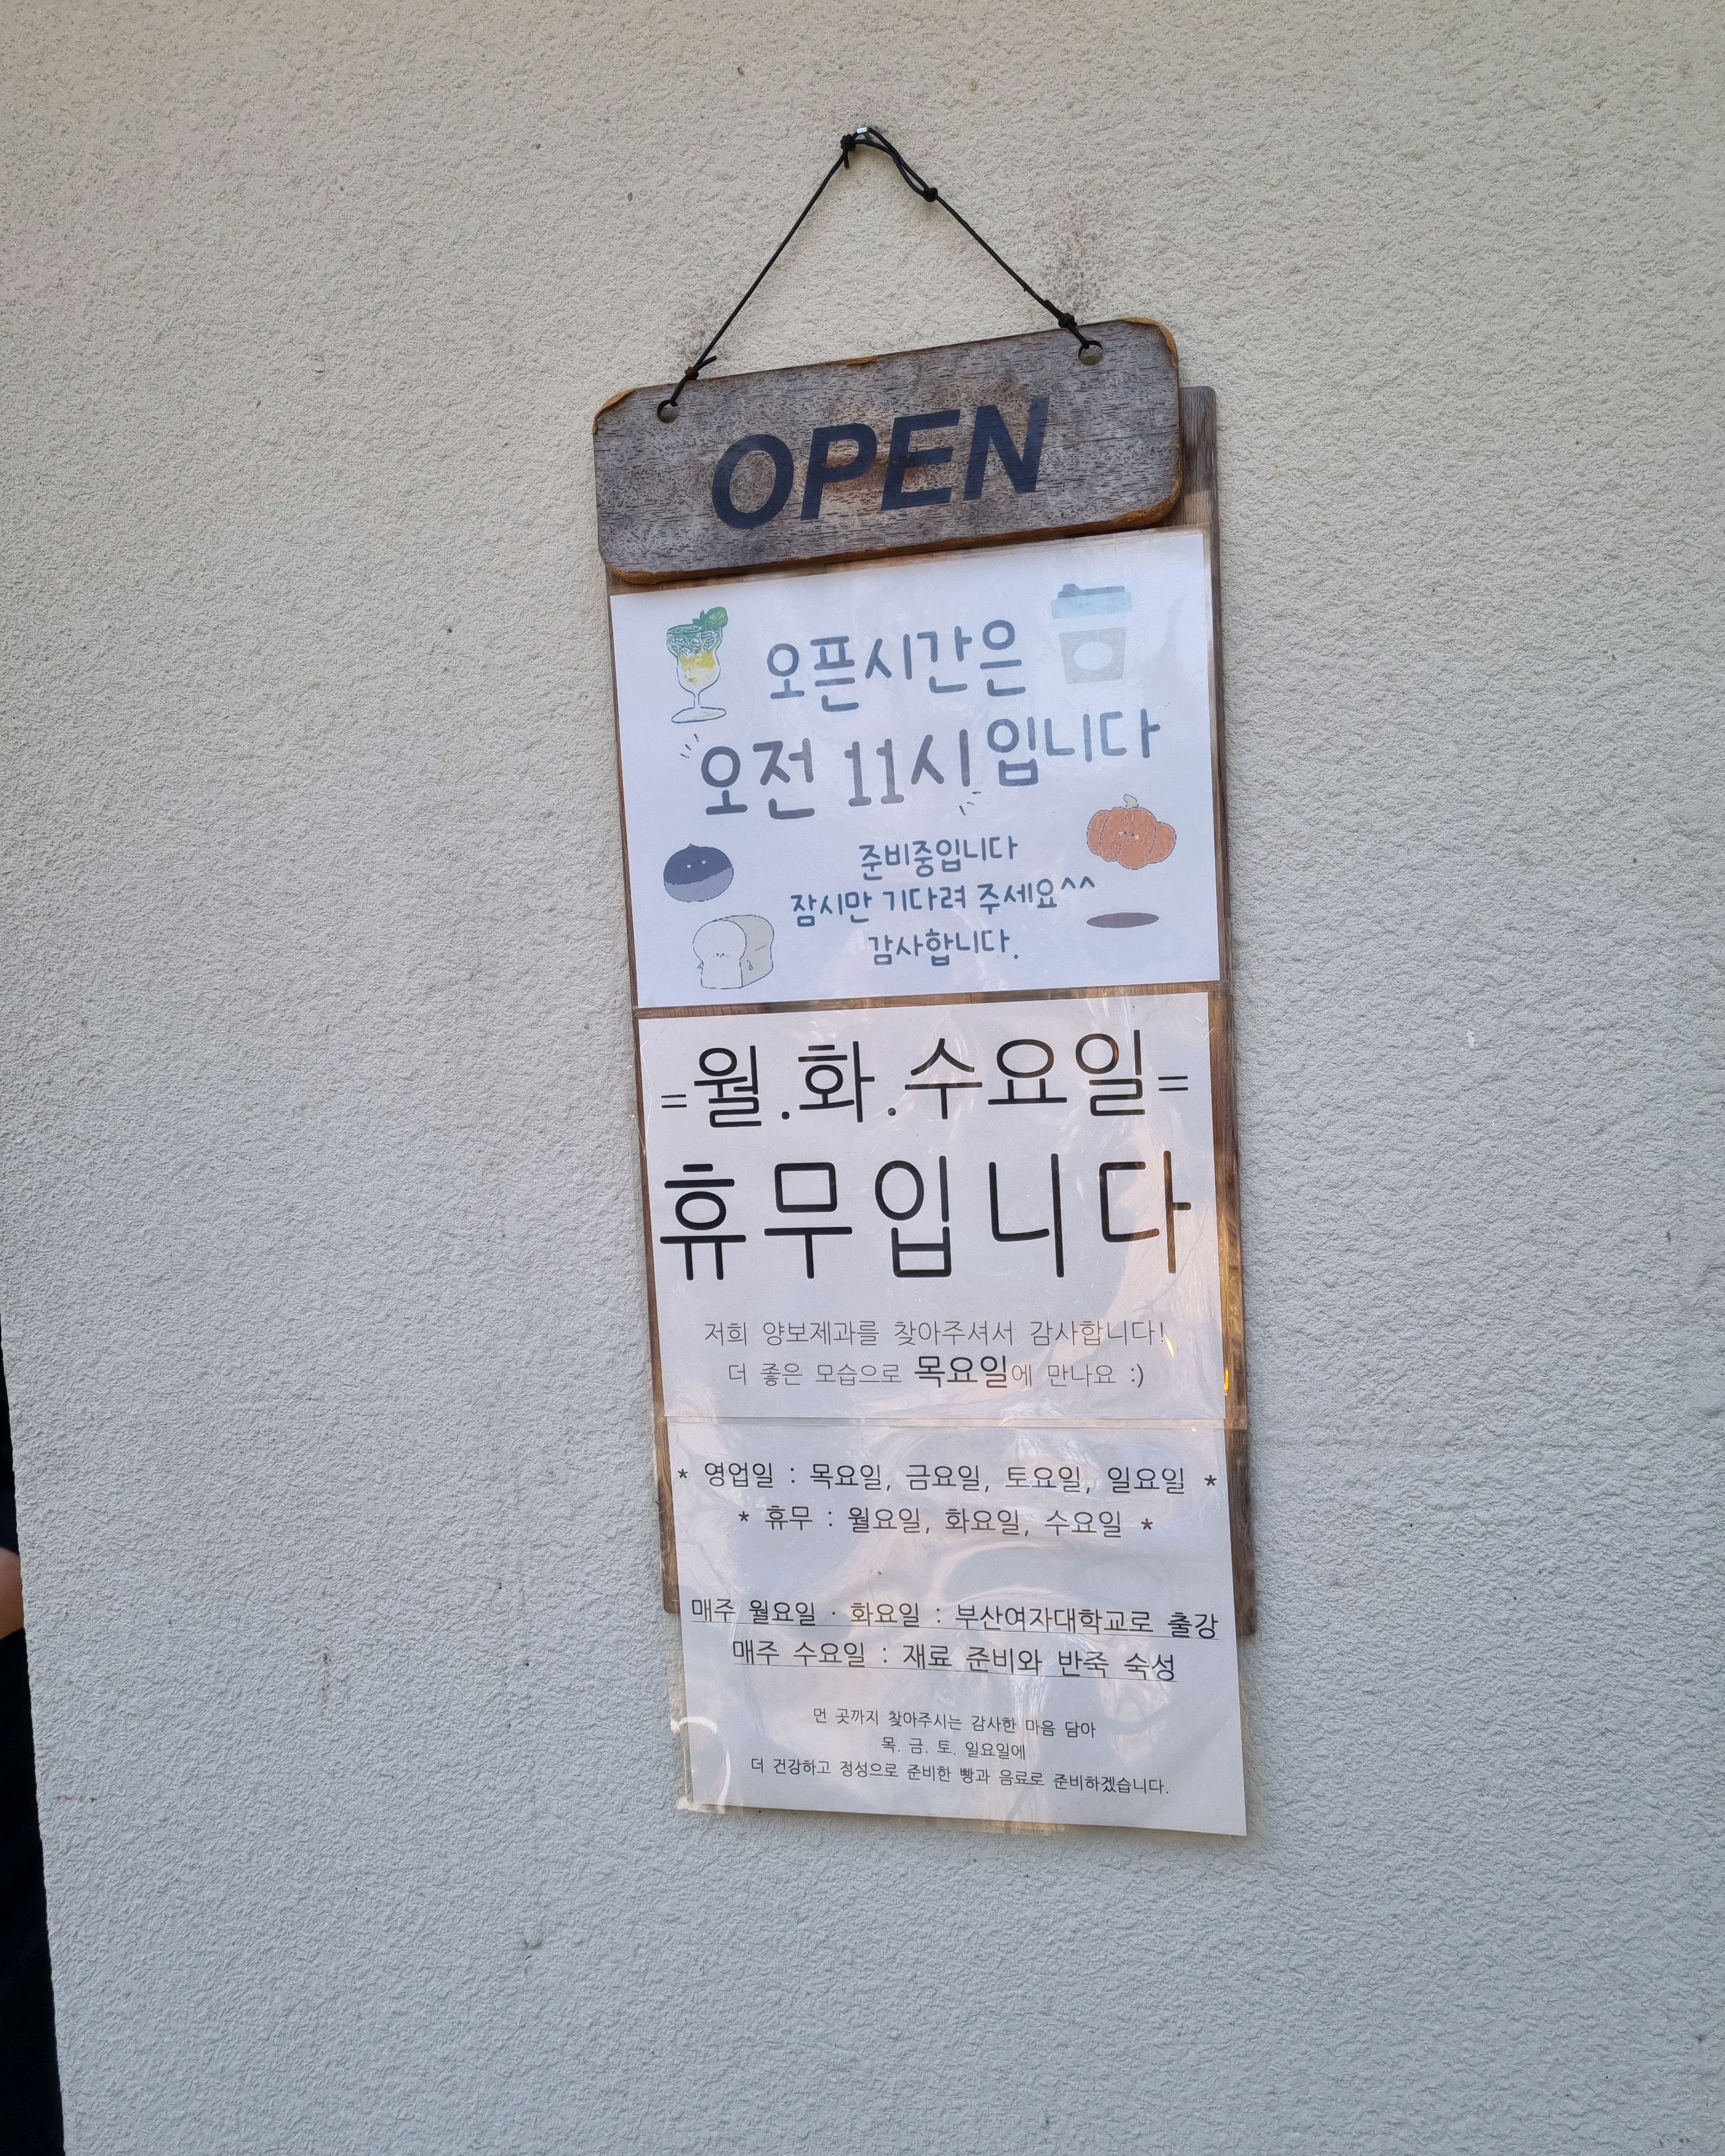 OPEN
오픈시간은
오전 11시입니다
준비중입니다
잠시만 기다려 주세요^^
감사합니다.
=월.화.수요일=
휴무입니다
저희 양보제과를 찾아주셔서 감사합니다!
더 좋은 모습으로 목요일에 만나요 :)
* 영업일 : 목요일, 금요일, 토요일, 일요일 *
* 휴무 : 월요일, 화요일, 수요일 *
매주 월요일 · 화요일 : 부산여자대학교로 출강
매주 수요일 : 재료 준비와 반죽 숙성
먼 곳까지 찾아주시는 감사한 마음 담아
목. 금. 토. 일요일에
더 건강하고 정성으로 준비한 빵과 음료로 준비하겠습니다.